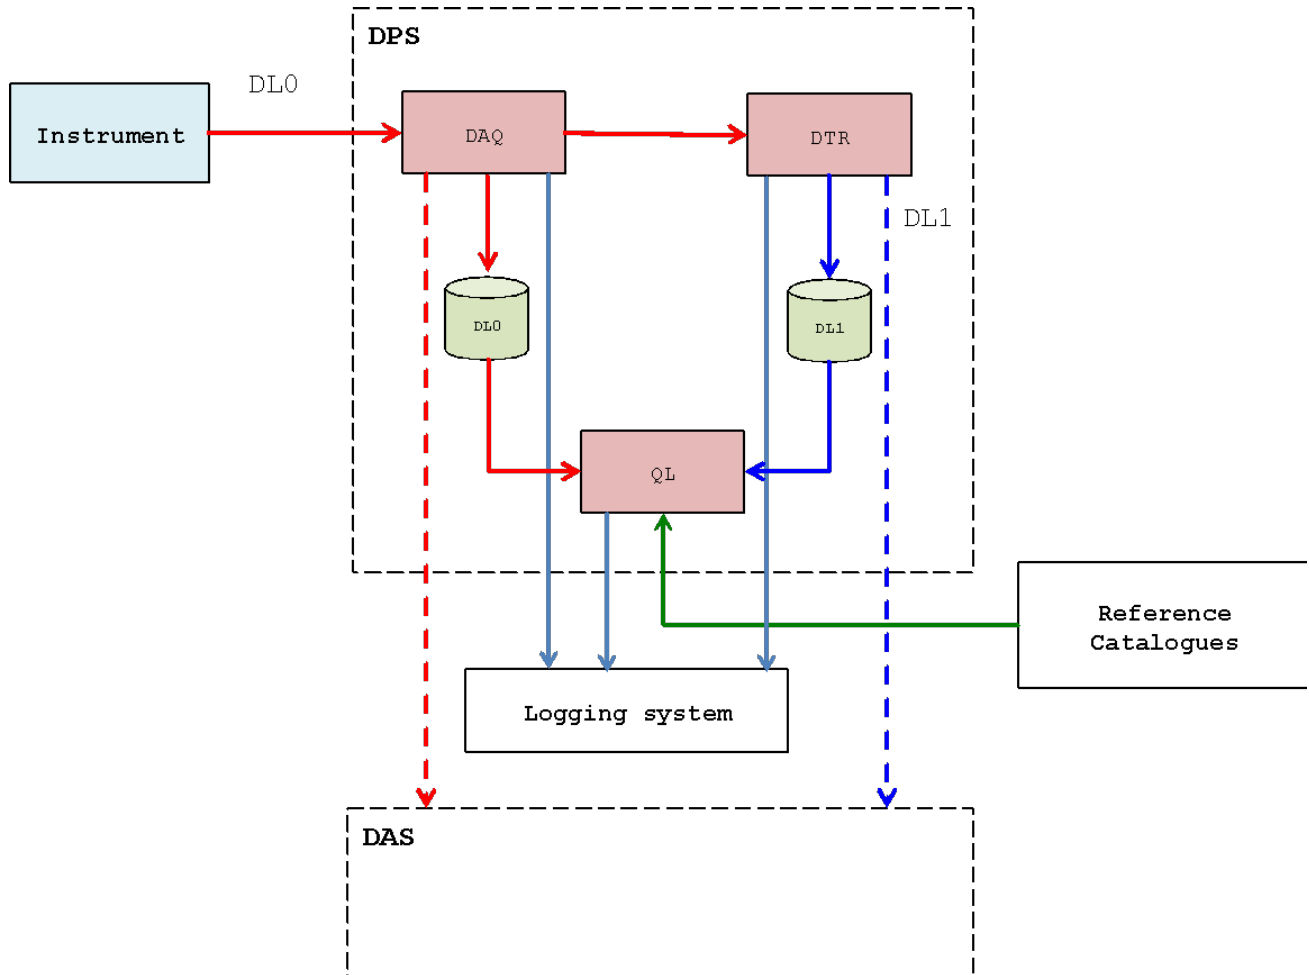 DPS
DL0
Instrument
DAQ
DTR
DL1
DL0
DL1
QL
Reference
Catalogues
Logging system
DAS